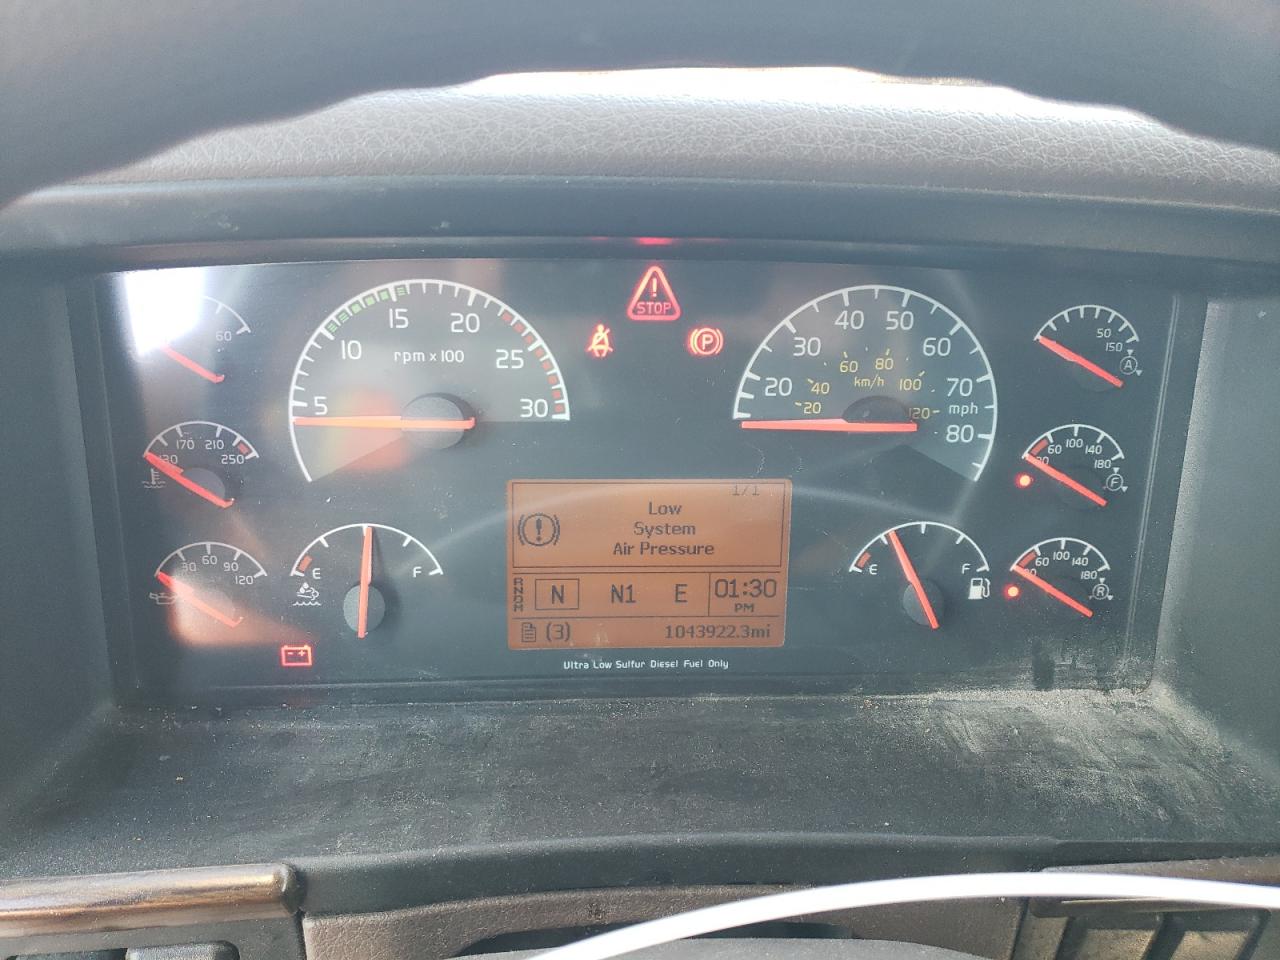 60
5 10 15 20 25 30
rpm x 100
STOP
P
20 30 40 50 60 70 80
mph
20 40 60 80 100 120
km/h
50
150
A
170 210
250
60 100 140
180
F
30 60 90
120
E F
E F
60 100 140
180
R
1/1
Low
System
Air Pressure
R
N
D
M
N N1 E 01:30
PM
(3) 1043922.3mi
Ultra Low Sulfur Diesel Fuel Only